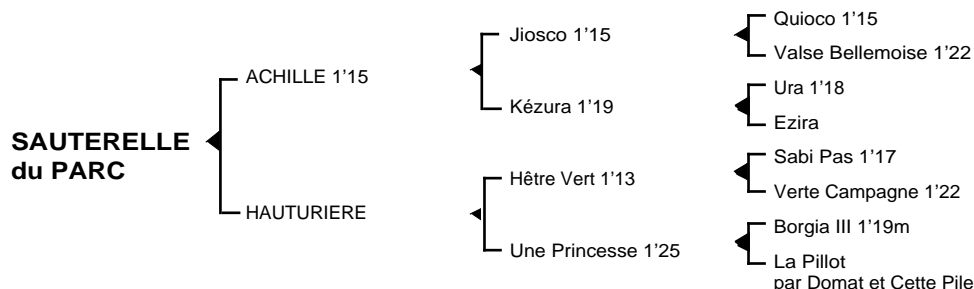 SAUTERELLE
du PARC
ACHILLE 1'15
HAUTURIERE
Jiosco 1'15
Kézura 1'19
Hêtre Vert 1'13
Une Princesse 1'25
Quioco 1'15
Valse Bellemoise 1'22
Ura 1'18
Ezira
Sabi Pas 1'17
Verte Campagne 1'22
Borgia III 1'19m
La Pillot
par Domat et Cette Pile